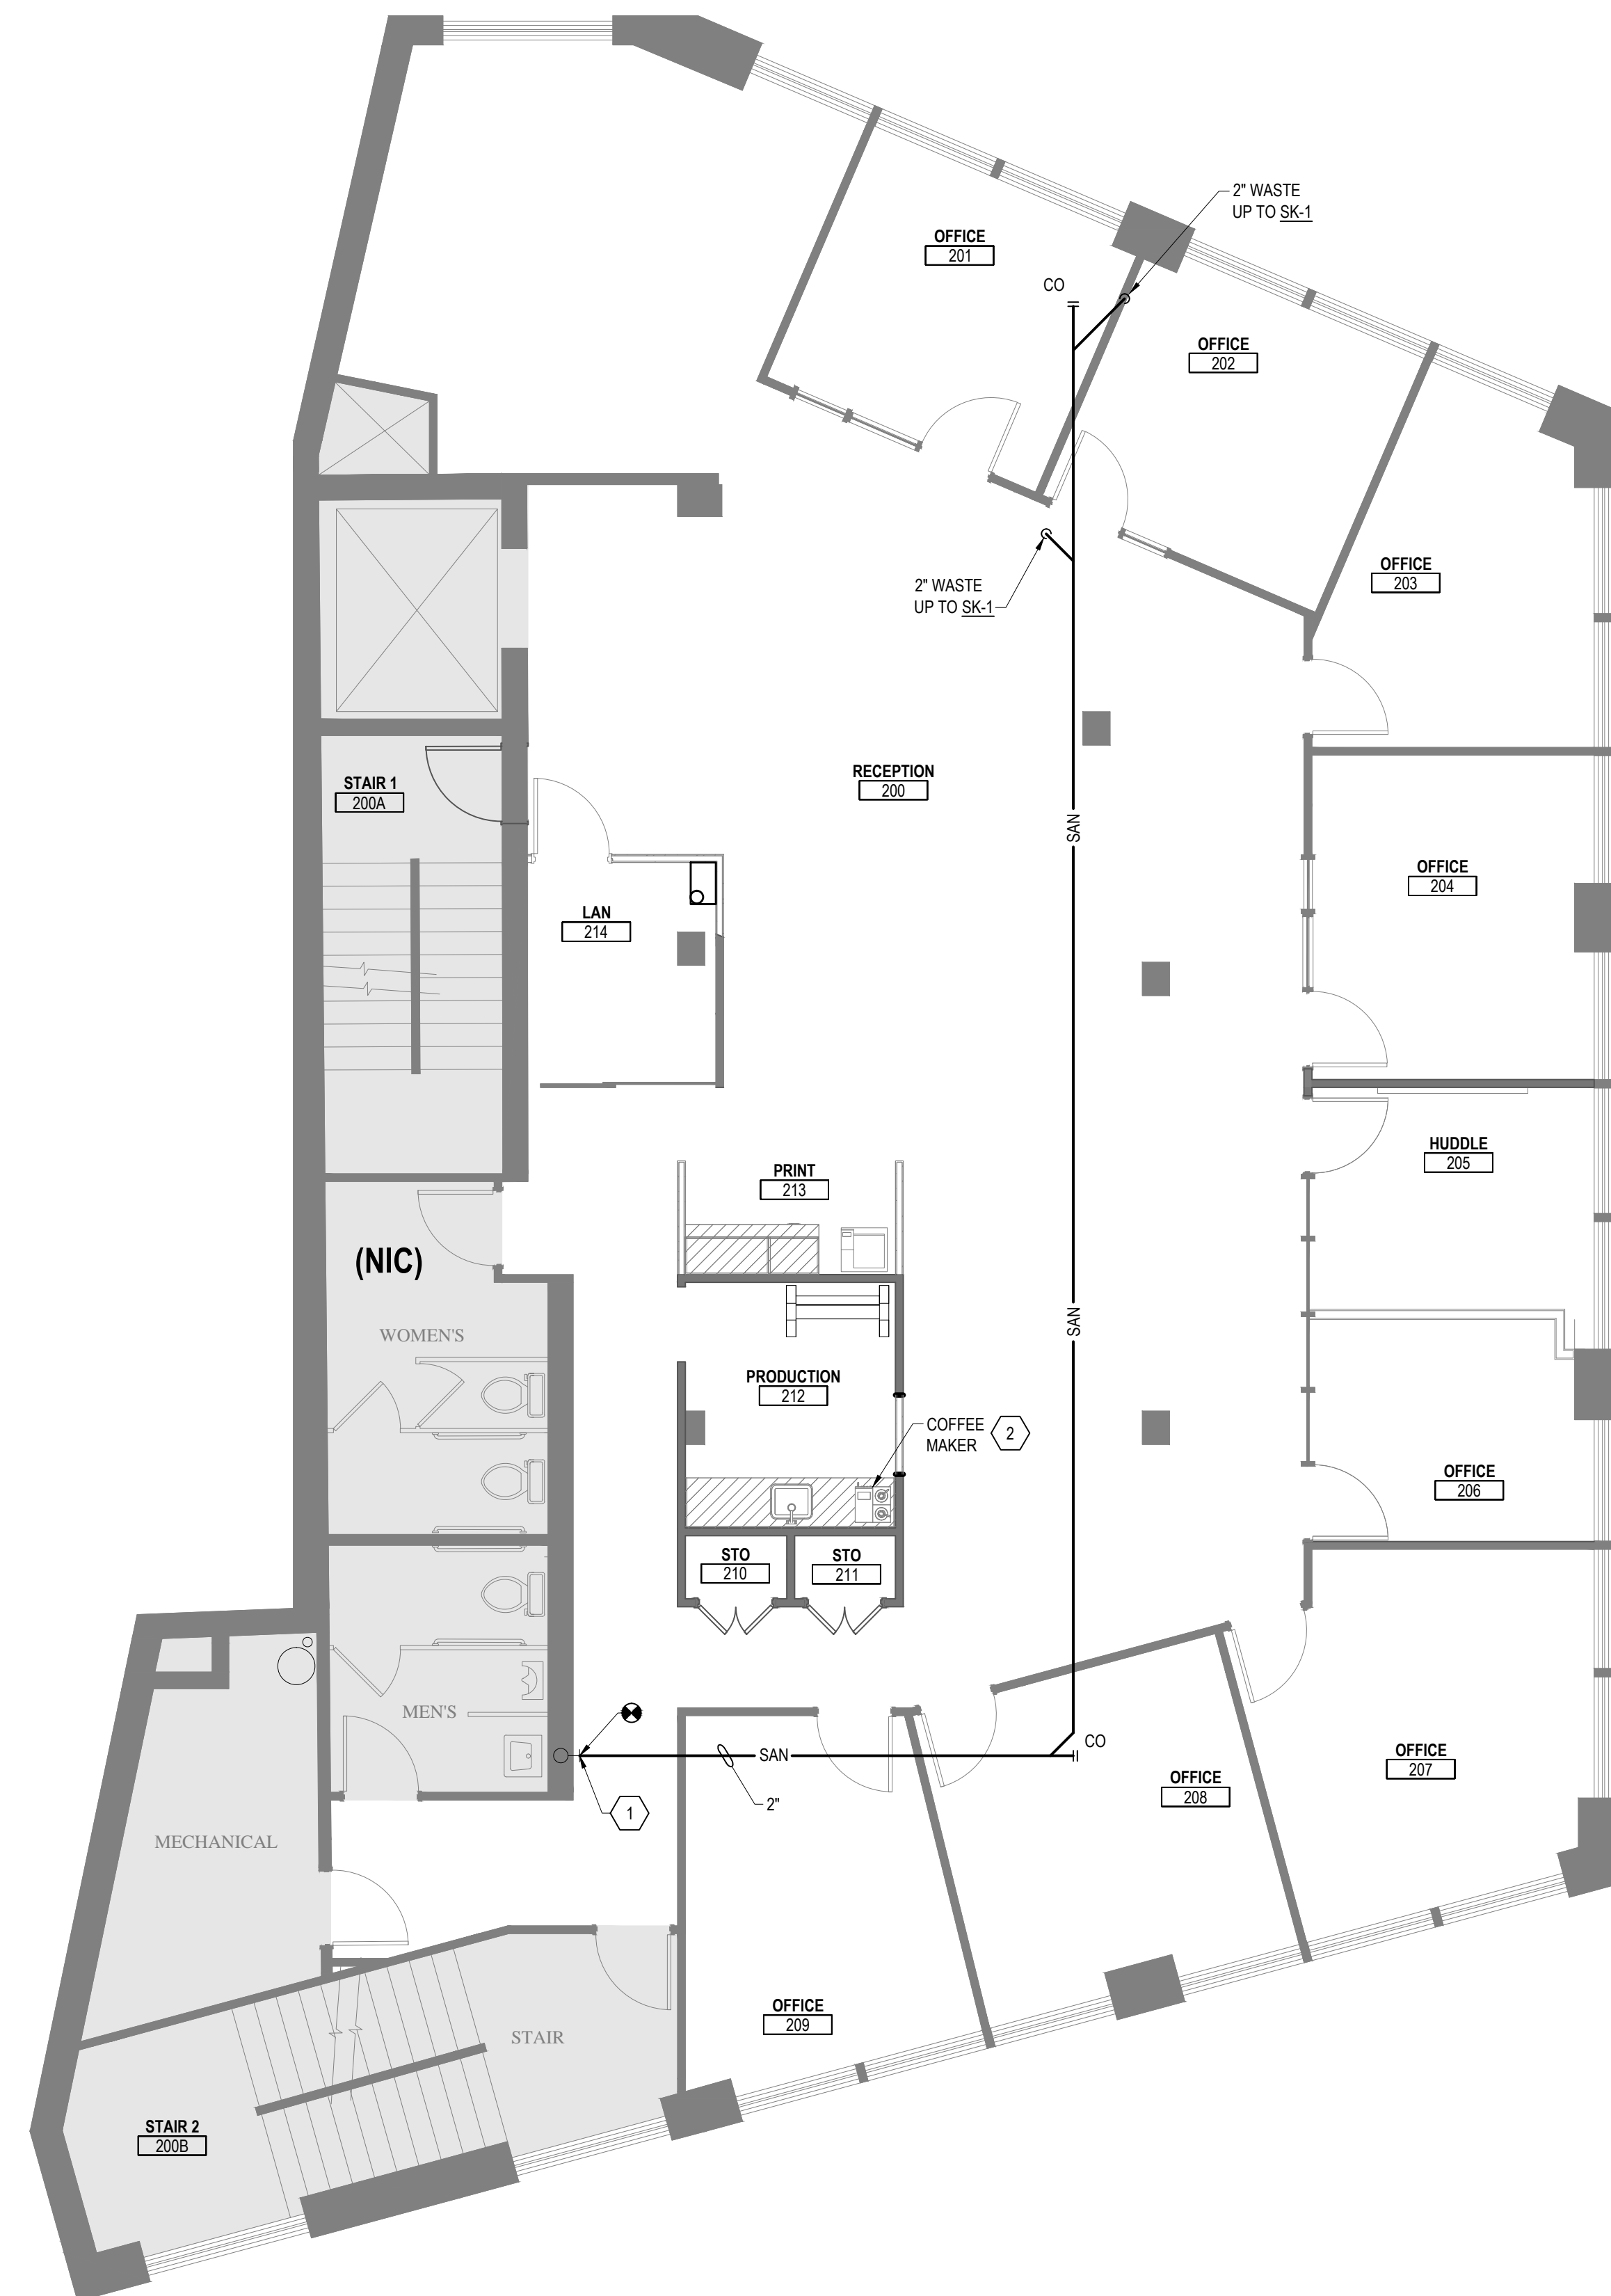 2" WASTE
UP TO SK-1
OFFICE
201
CO
OFFICE
202
OFFICE
203
2" WASTE
UP TO SK-1
RECEPTION
200
STAIR 1
200A
SAN
OFFICE
204
LAN
214
HUDDLE
205
PRINT
213
(NIC)
SAN
WOMEN'S
PRODUCTION
212
COFFEE
MAKER
2
OFFICE
206
STO
210
STO
211
MEN'S
SAN
CO
OFFICE
207
OFFICE
208
2"
1
MECHANICAL
OFFICE
209
STAIR
STAIR 2
200B